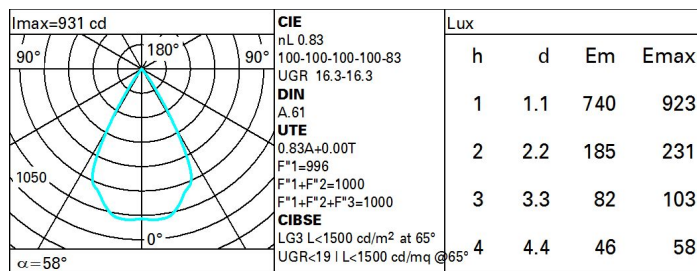 Imax=931 cd
90°
180°
90°
1050
0°
α=58°
CIE
nL 0.83
100-100-100-100-83
UGR 16.3-16.3
DIN
A.61
UTE
0.83A+0.00T
F"1=996
F"1+F"2=1000
F"1+F"2+F"3=1000
CIBSE
LG3 L<1500 cd/m² at 65°
UGR<19 | L<1500 cd/mq @65°
Lux
h d Em Emax
1 1.1 740 923
2 2.2 185 231
3 3.3 82 103
4 4.4 46 58